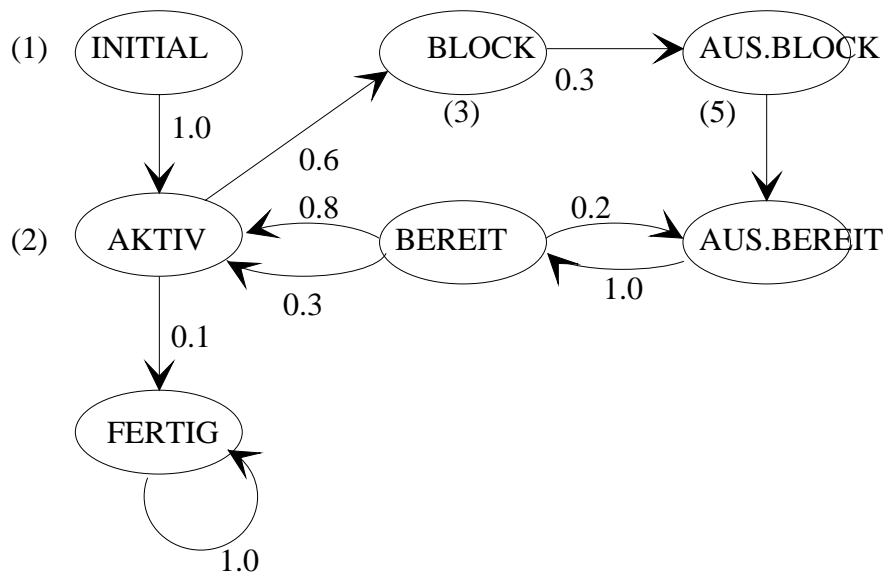 (1) INITIAL BLOCK AUS.BLOCK
0.3
(3) (5)
1.0
0.6
(2) AKTIV 0.8 BEREIT 0.2 AUS.BEREIT
0.3 1.0
0.1
FERTIG
1.0